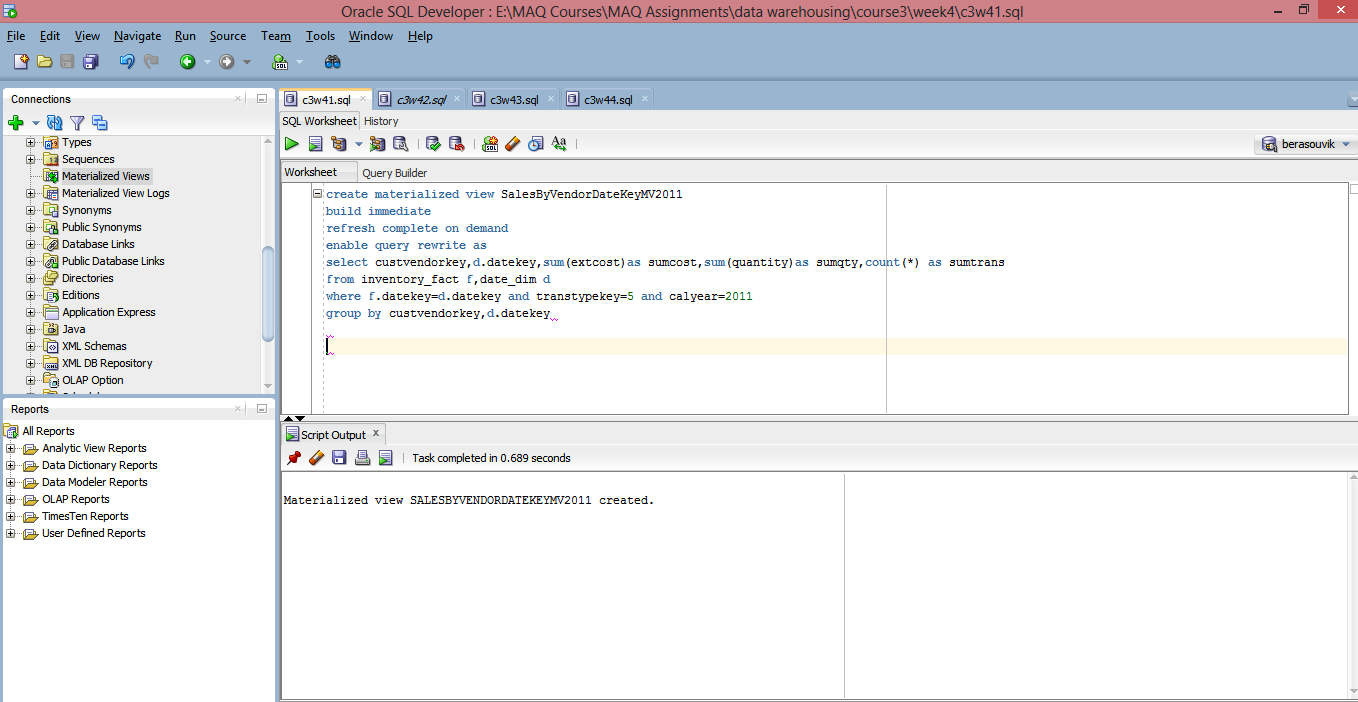 Oracle SQL Developer : E:\MAQ Courses\MAQ Assignments\data warehousing\course3\week4\c3w41.sql
File Edit View Navigate Run Source Team Tools Window Help
Connections
Types
Sequences
Materialized Views
Materialized View Logs
Synonyms
Public Synonyms
Database Links
Public Database Links
Directories
Editions
Application Express
Java
XML Schemas
XML DB Repository
OLAP Option
Reports
All Reports
Analytic View Reports
Data Dictionary Reports
Data Modeler Reports
OLAP Reports
TimesTen Reports
User Defined Reports
c3w41.sql c3w42.sql c3w43.sql c3w44.sql
SQL Worksheet History
berasouvik
Worksheet Query Builder
create materialized view SalesByVendorDateKeyMV2011
build immediate
refresh complete on demand
enable query rewrite as
select custvendorkey,d.datekey,sum(extcost)as sumcost,sum(quantity)as sumqty,count(*) as sumtrans
from inventory_fact f,date_dim d
where f.datekey=d.datekey and transtypekey=5 and calyear=2011
group by custvendorkey,d.datekey
Script Output
Task completed in 0.689 seconds
Materialized view SALESBYVENDORDATEKEYMV2011 created.